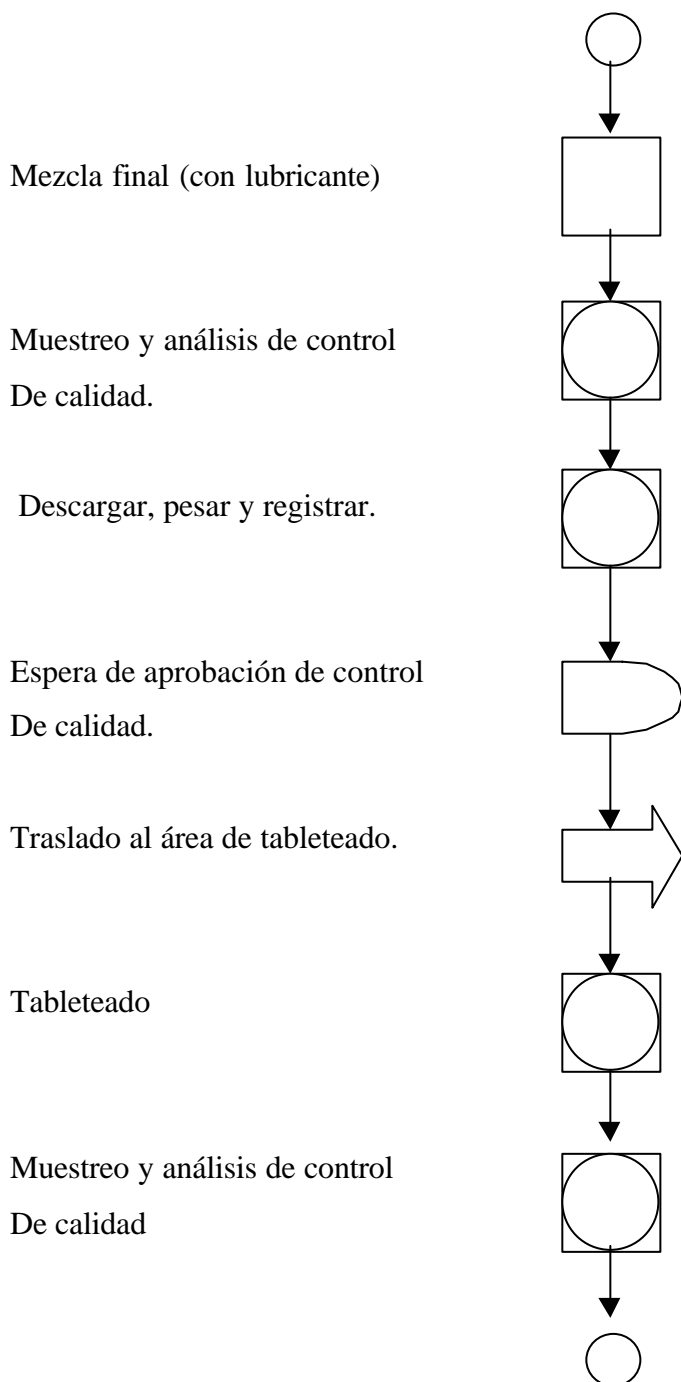 Mezcla final (con lubricante)
Muestreo y análisis de control
De calidad.
Descargar, pesar y registrar.
Espera de aprobación de control
De calidad.
Traslado al área de tableteado.
Tableteado
Muestreo y análisis de control
De calidad